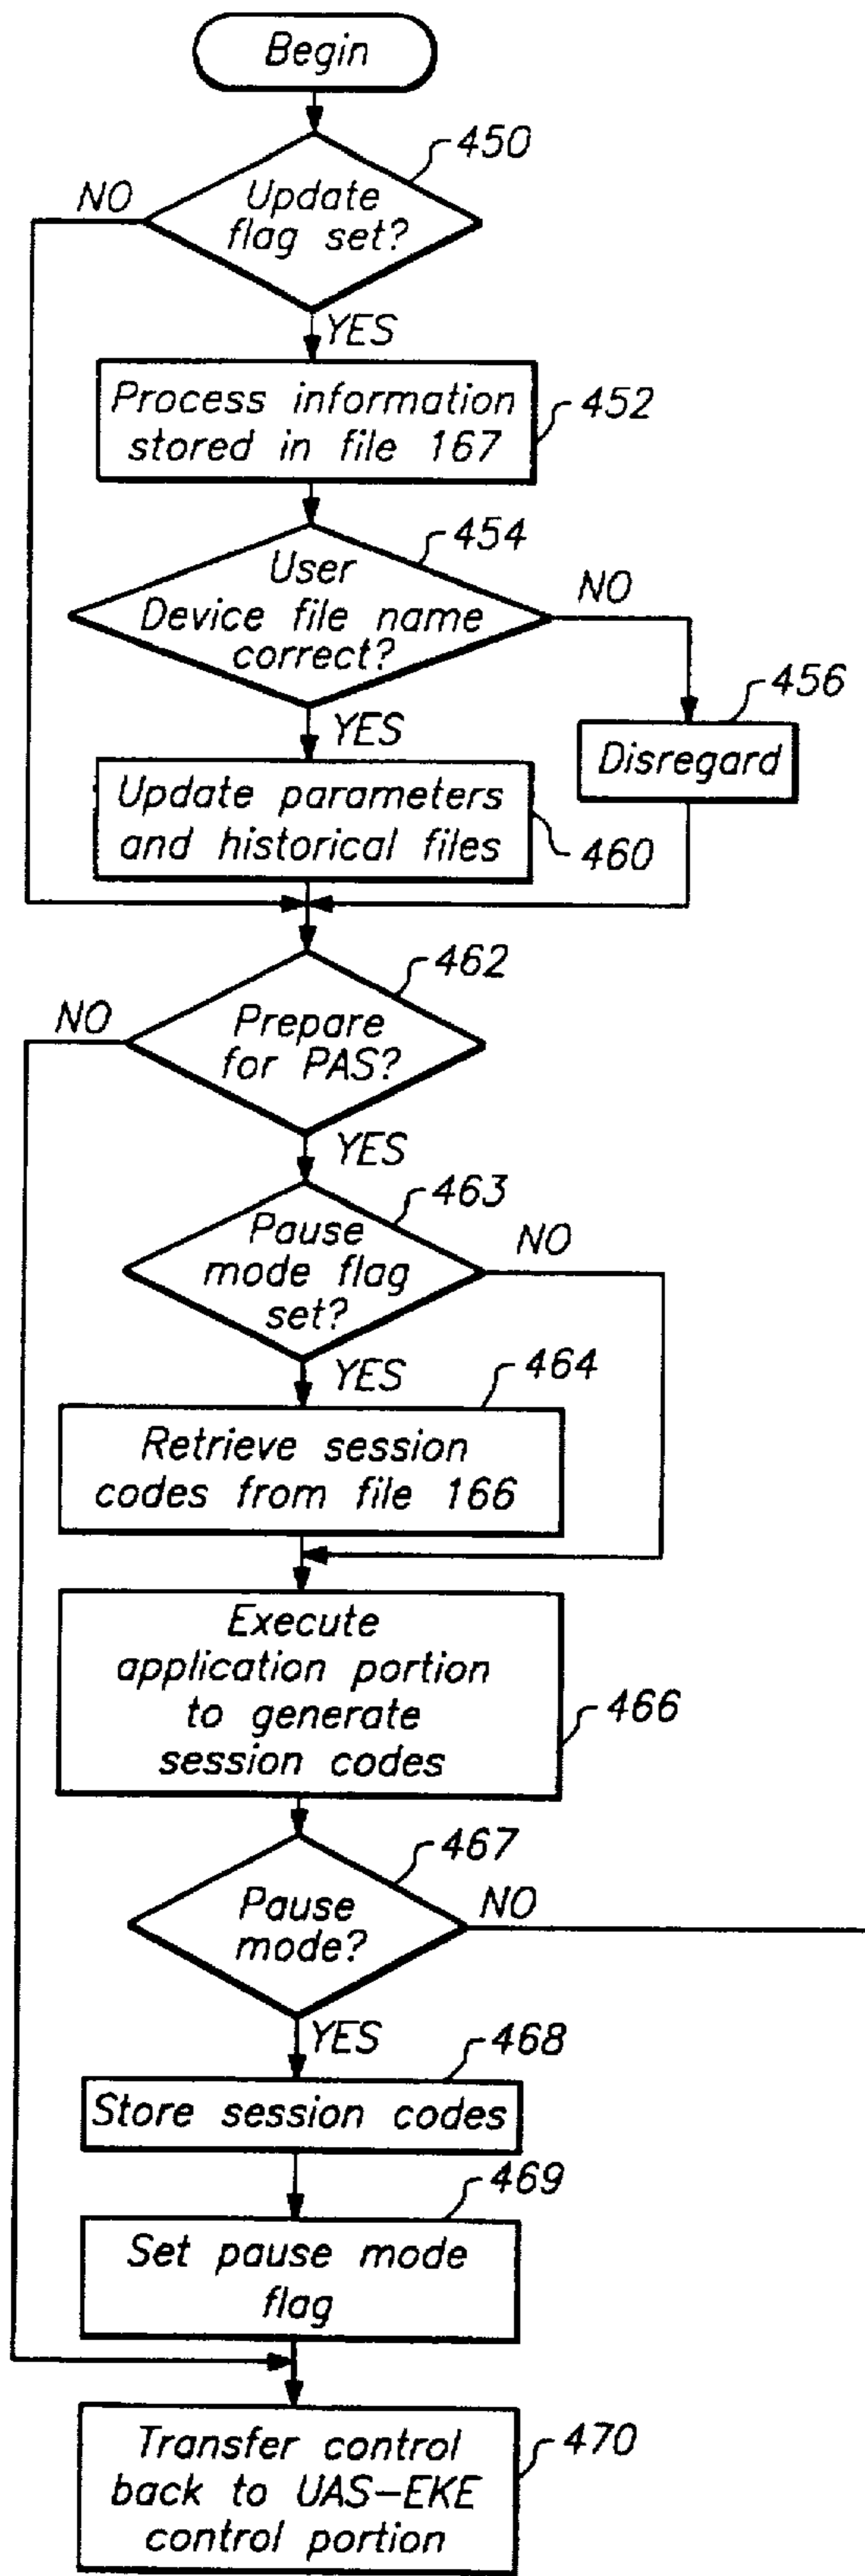 Begin
450
NO
Update
flag set?
YES
Process information
stored in file 167
452
454
User
Device file name
correct?
NO
456
YES
Disregard
Update parameters
and historical files
460
462
NO
Prepare
for PAS?
YES
463
Pause
mode flag
set?
NO
YES
464
Retrieve session
codes from file 166
Execute
application portion
to generate
session codes
466
467
NO
Pause
mode?
YES
468
Store session codes
469
Set pause mode
flag
Transfer control
back to UAS-EKE
control portion
470